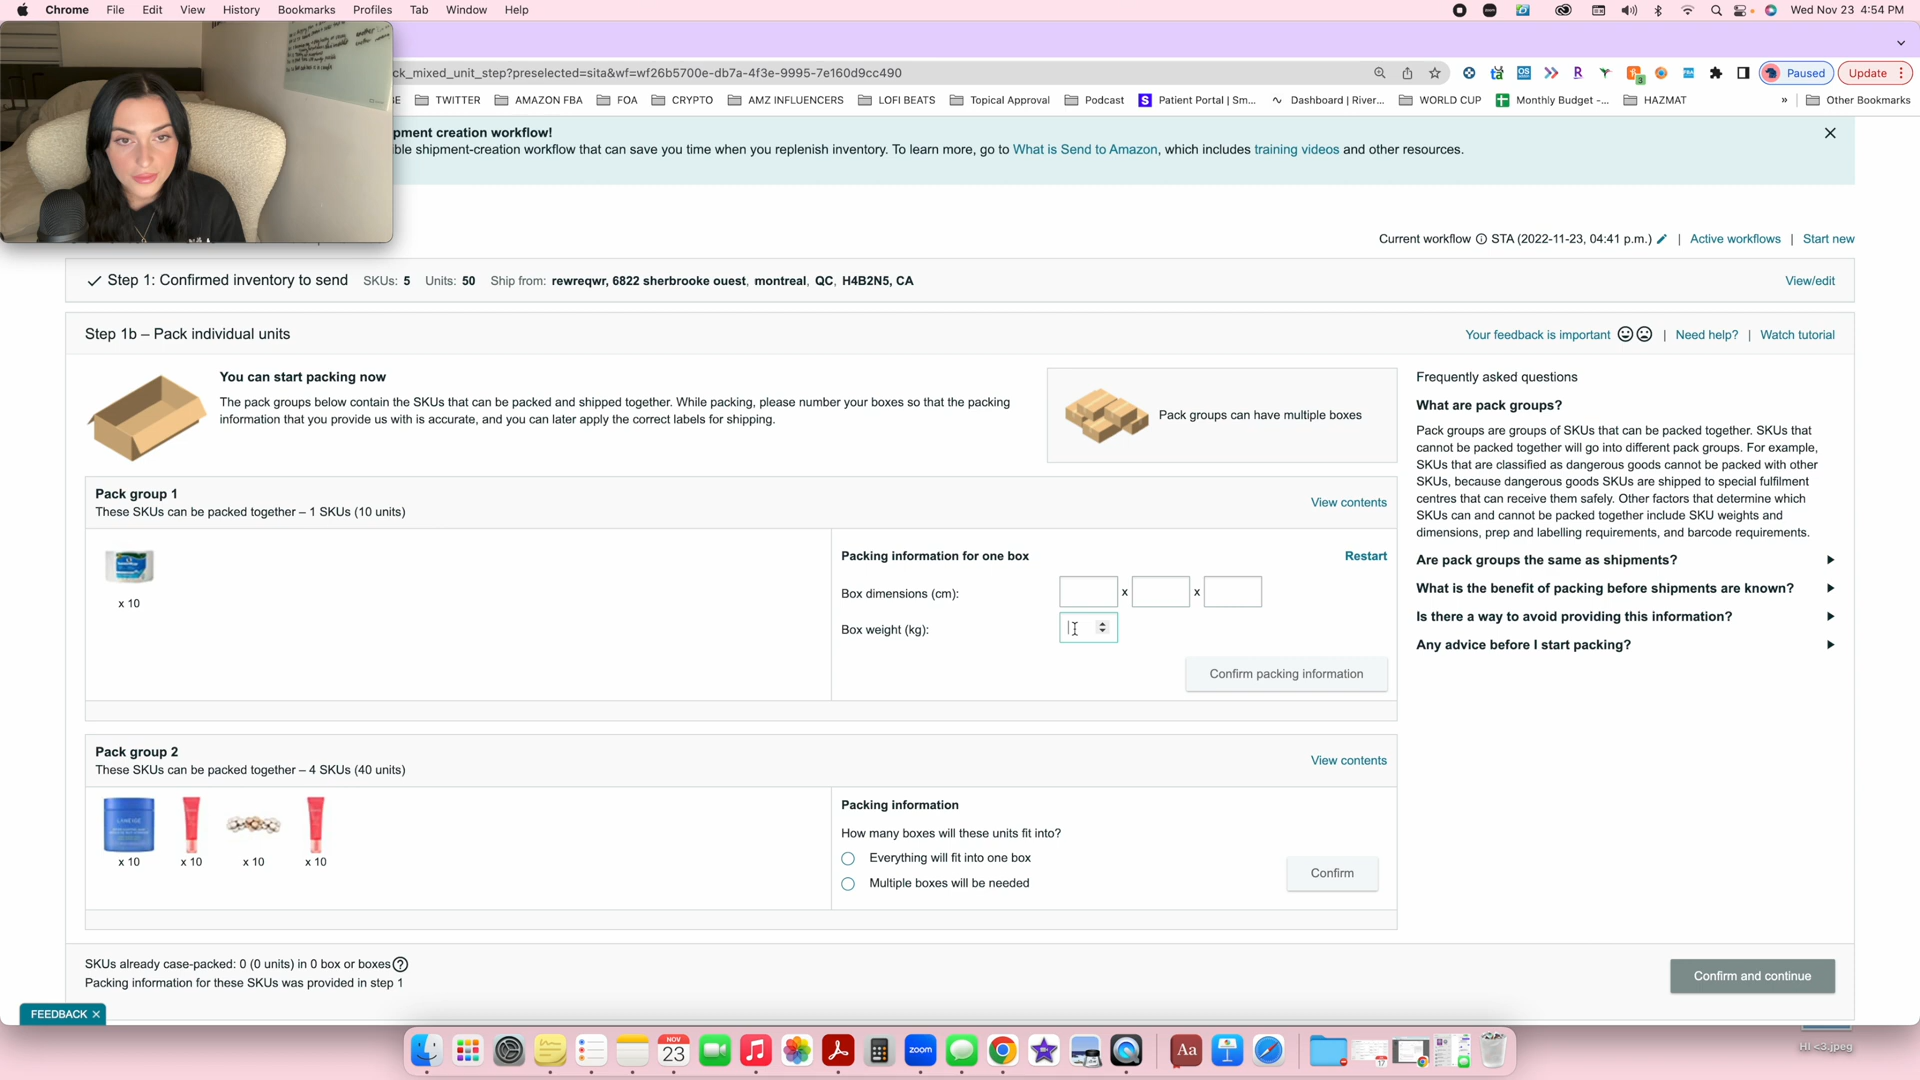 Chrome File Edit View History Bookmarks Profiles Tab Window Help
zoom
Wed Nov 23 4:54 PM
ck_mixed_unit_step?preselected=sita&wf=wf26b5700e-db7a-4f3e-9995-7e160d9cc490
OS
R
3
Paused
Update
BE TWITTER AMAZON FBA FOA CRYPTO AMZ INFLUENCERS LOFI BEATS Topical Approval Podcast S Patient Portal | Sm... Dashboard | River... WORLD CUP Monthly Budget -... HAZMAT » Other Bookmarks
pment creation workflow!
ble shipment-creation workflow that can save you time when you replenish inventory. To learn more, go to What is Send to Amazon, which includes training videos and other resources.
Current workflow STA (2022-11-23, 04:41 p.m.) | Active workflows | Start new
Step 1: Confirmed inventory to send SKUs: 5 Units: 50 Ship from: rewreqwr, 6822 sherbrooke ouest, montreal, QC, H4B2N5, CA View/edit
Step 1b – Pack individual units
Your feedback is important | Need help? | Watch tutorial
You can start packing now
The pack groups below contain the SKUs that can be packed and shipped together. While packing, please number your boxes so that the packing
information that you provide us with is accurate, and you can later apply the correct labels for shipping.
Pack groups can have multiple boxes
Pack group 1
These SKUs can be packed together – 1 SKUs (10 units)
View contents
x 10
Packing information for one box
Restart
Box dimensions (cm): x x
Box weight (kg):
Confirm packing information
Pack group 2
These SKUs can be packed together – 4 SKUs (40 units)
View contents
LANEIGE
x 10 x 10 x 10 x 10
Packing information
How many boxes will these units fit into?
Everything will fit into one box
Multiple boxes will be needed
Confirm
Frequently asked questions
What are pack groups?
Pack groups are groups of SKUs that can be packed together. SKUs that
cannot be packed together will go into different pack groups. For example,
SKUs that are classified as dangerous goods cannot be packed with other
SKUs, because dangerous goods SKUs are shipped to special fulfilment
centres that can receive them safely. Other factors that determine which
SKUs can and cannot be packed together include SKU weights and
dimensions, prep and labelling requirements, and barcode requirements.
Are pack groups the same as shipments?
What is the benefit of packing before shipments are known?
Is there a way to avoid providing this information?
Any advice before I start packing?
SKUs already case-packed: 0 (0 units) in 0 box or boxes
Packing information for these SKUs was provided in step 1
Confirm and continue
FEEDBACK ×
NOV
23
zoom
Aa
17
HI <3.jpeg